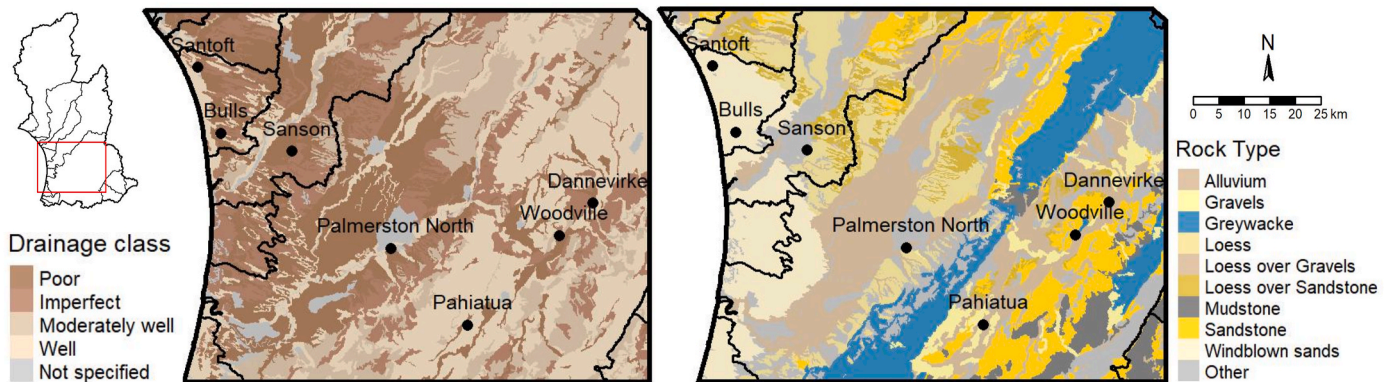 Drainage class
Poor
Imperfect
Moderately well
Well
Not specified
Santoft
Bulls
Sanson
Dannevirke
Woodville
Palmerston North
Pahiatua
Santoft
Bulls
Sanson
Dannevirke
Woodville
Palmerston North
Pahiatua
N
0 5 10 15 20 25 km
Rock Type
Alluvium
Gravels
Greywacke
Loess
Loess over Gravels
Loess over Sandstone
Mudstone
Sandstone
Windblown sands
Other